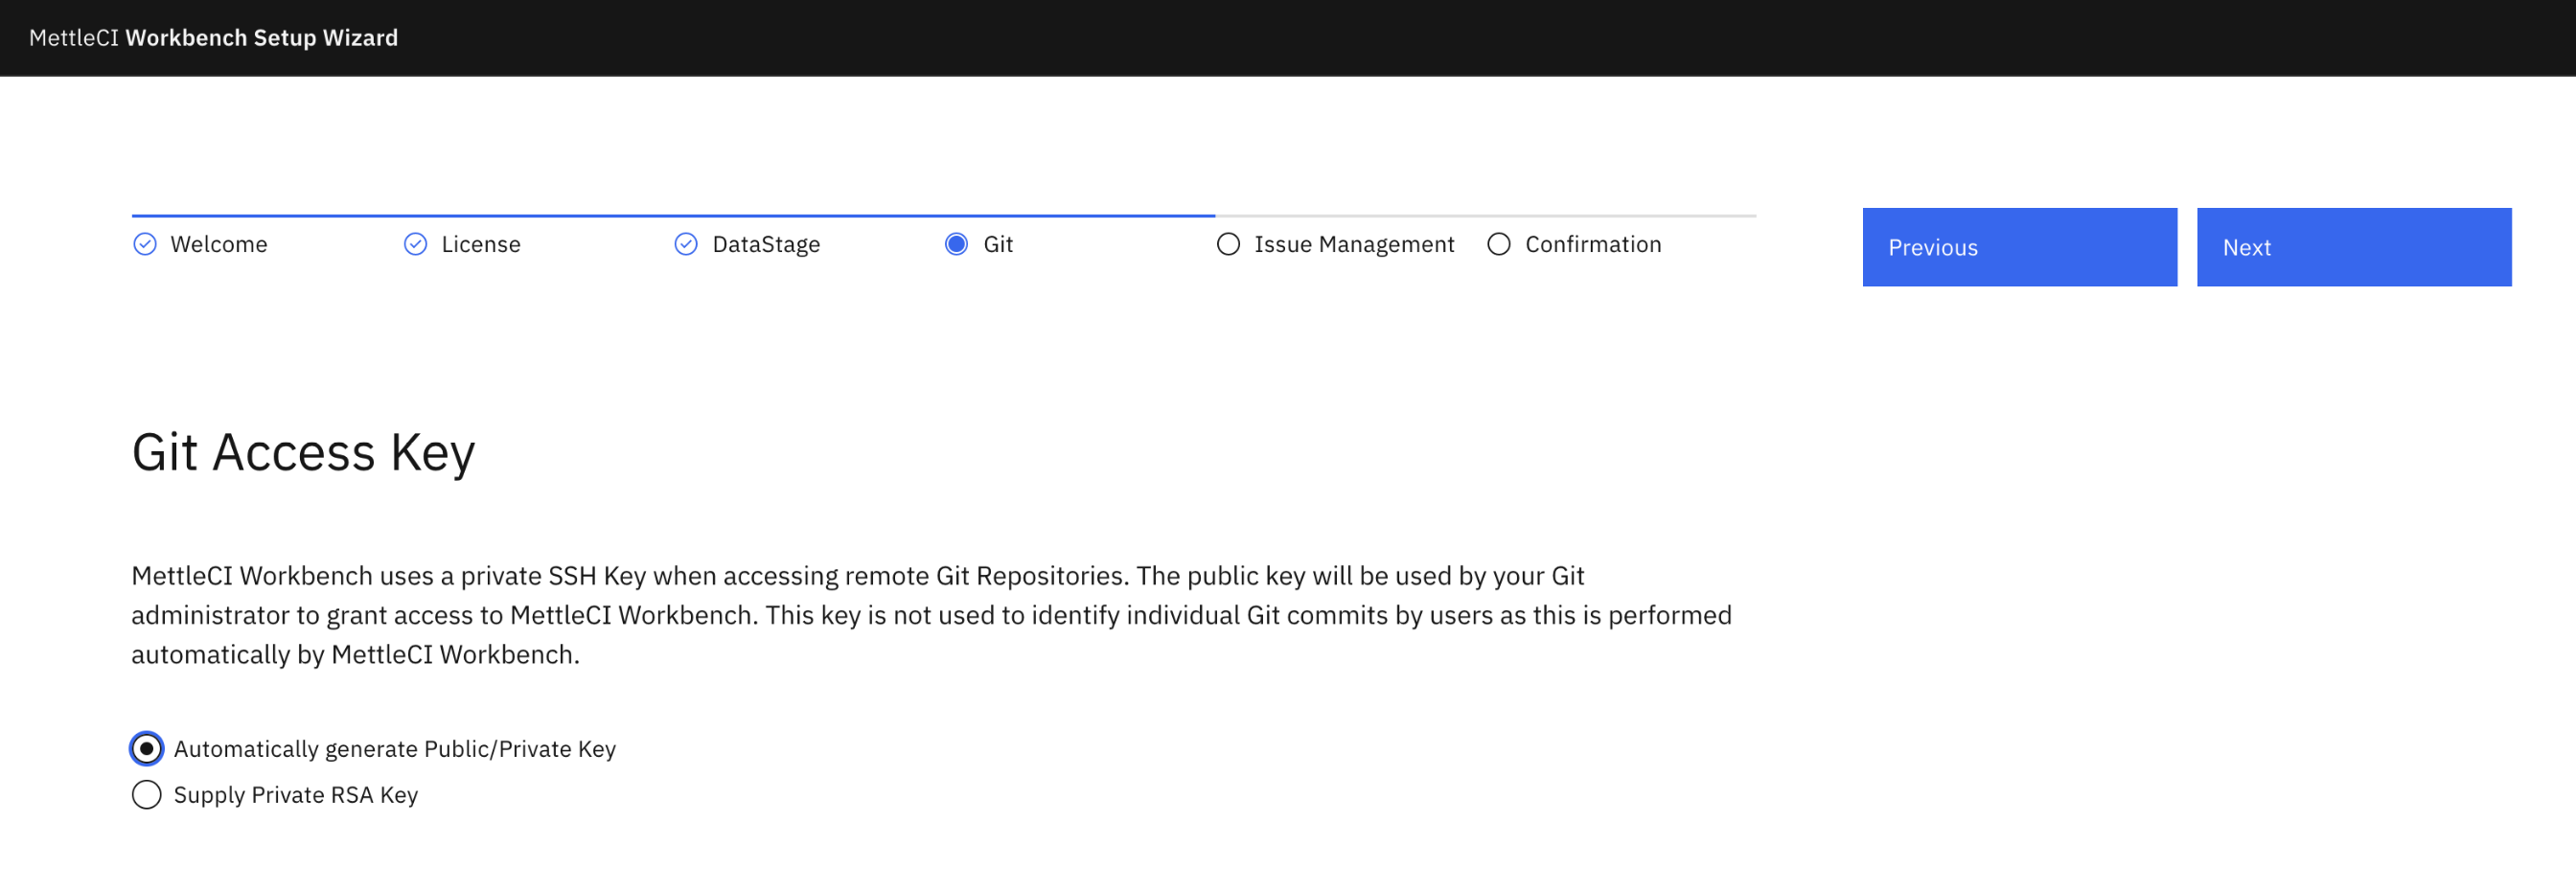 MettleCI Workbench Setup Wizard
Welcome License DataStage Git Issue Management Confirmation Previous Next
Git Access Key
MettleCI Workbench uses a private SSH Key when accessing remote Git Repositories. The public key will be used by your Git
administrator to grant access to MettleCI Workbench. This key is not used to identify individual Git commits by users as this is performed
automatically by MettleCI Workbench.
Automatically generate Public/Private Key
Supply Private RSA Key